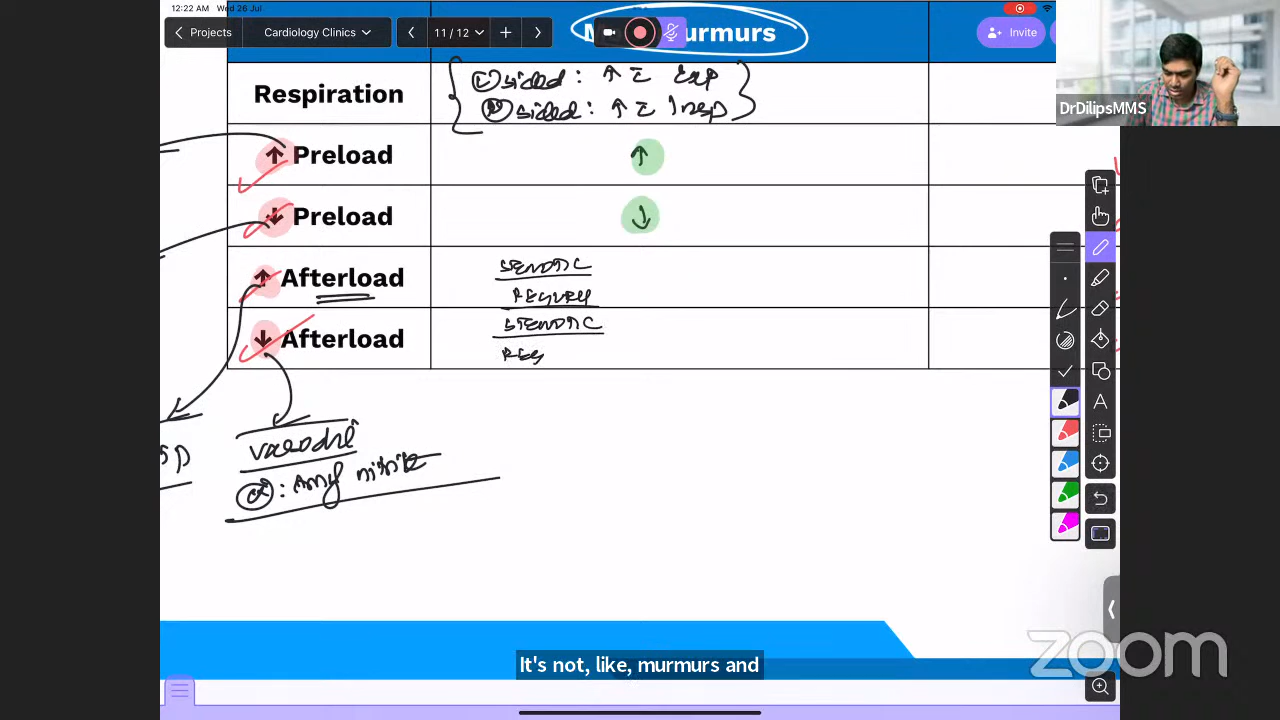 12:22 AM Wed 26 Jul
Projects
Cardiology Clinics
11 / 12
Invite
urmurs
DrDilipsMMS
Respiration
sided : ↑ c̄ Exp
sided : ↑ c̄ Insp
↑ Preload
↑
↓ Preload
↓
↑ Afterload
STENOTIC
REGURG
↓ Afterload
STENOTIC
REG
vasodil
: Amy nitrite
A
zoom
It's not, like, murmurs and